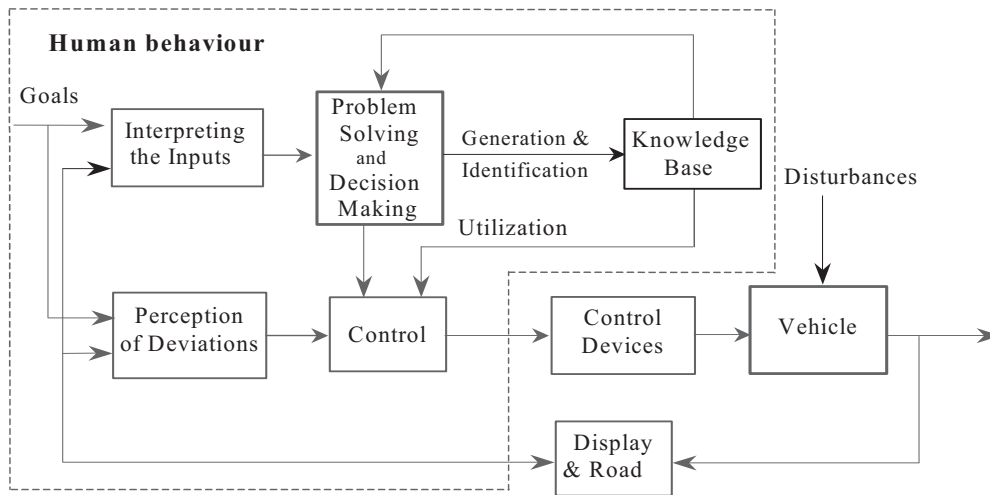 Human behaviour
Goals
Interpreting
the Inputs
Problem
Solving
and
Decision
Making
Generation &
Identification
Knowledge
Base
Disturbances
Utilization
Perception
of Deviations
Control
Control
Devices
Vehicle
Display
& Road